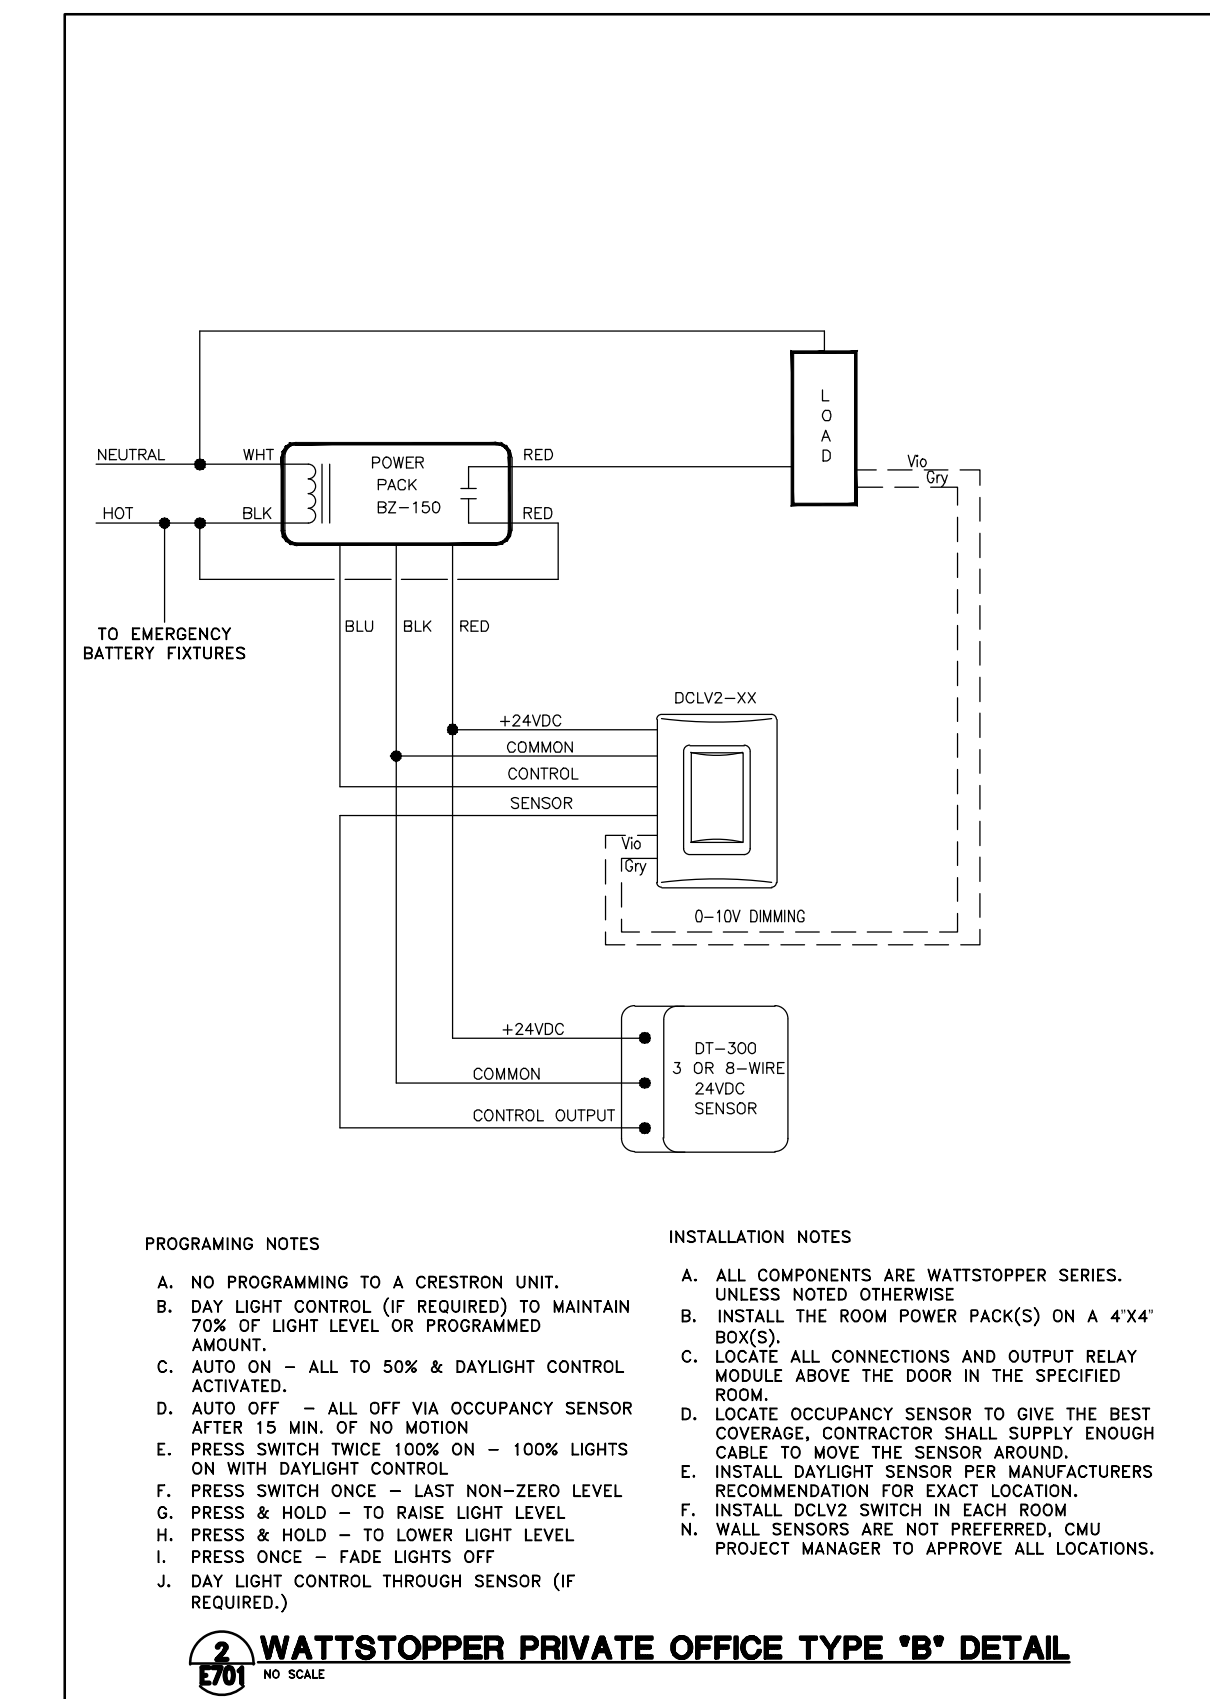 L
O
A
D
NEUTRAL
WHT
POWER
PACK
BZ-150
RED
Vio
Gry
HOT
BLK
RED
TO EMERGENCY
BATTERY FIXTURES
BLU
BLK
RED
DCLV2-XX
+24VDC
COMMON
CONTROL
SENSOR
Vio
Gry
0-10V DIMMING
+24VDC
COMMON
CONTROL OUTPUT
DT-300
3 OR 8-WIRE
24VDC
SENSOR
PROGRAMING NOTES
A. NO PROGRAMMING TO A CRESTRON UNIT.
B. DAY LIGHT CONTROL (IF REQUIRED) TO MAINTAIN
70% OF LIGHT LEVEL OR PROGRAMMED
AMOUNT.
C. AUTO ON - ALL TO 50% & DAYLIGHT CONTROL
ACTIVATED.
D. AUTO OFF - ALL OFF VIA OCCUPANCY SENSOR
AFTER 15 MIN. OF NO MOTION
E. PRESS SWITCH TWICE 100% ON - 100% LIGHTS
ON WITH DAYLIGHT CONTROL
F. PRESS SWITCH ONCE - LAST NON-ZERO LEVEL
G. PRESS & HOLD - TO RAISE LIGHT LEVEL
H. PRESS & HOLD - TO LOWER LIGHT LEVEL
I. PRESS ONCE - FADE LIGHTS OFF
J. DAY LIGHT CONTROL THROUGH SENSOR (IF
REQUIRED.)
INSTALLATION NOTES
A. ALL COMPONENTS ARE WATTSTOPPER SERIES.
UNLESS NOTED OTHERWISE
B. INSTALL THE ROOM POWER PACK(S) ON A 4"X4"
BOX(S).
C. LOCATE ALL CONNECTIONS AND OUTPUT RELAY
MODULE ABOVE THE DOOR IN THE SPECIFIED
ROOM.
D. LOCATE OCCUPANCY SENSOR TO GIVE THE BEST
COVERAGE, CONTRACTOR SHALL SUPPLY ENOUGH
CABLE TO MOVE THE SENSOR AROUND.
E. INSTALL DAYLIGHT SENSOR PER MANUFACTURERS
RECOMMENDATION FOR EXACT LOCATION.
F. INSTALL DCLV2 SWITCH IN EACH ROOM
N. WALL SENSORS ARE NOT PREFERRED, CMU
PROJECT MANAGER TO APPROVE ALL LOCATIONS.
2
E701
WATTSTOPPER PRIVATE OFFICE TYPE 'B' DETAIL
NO SCALE